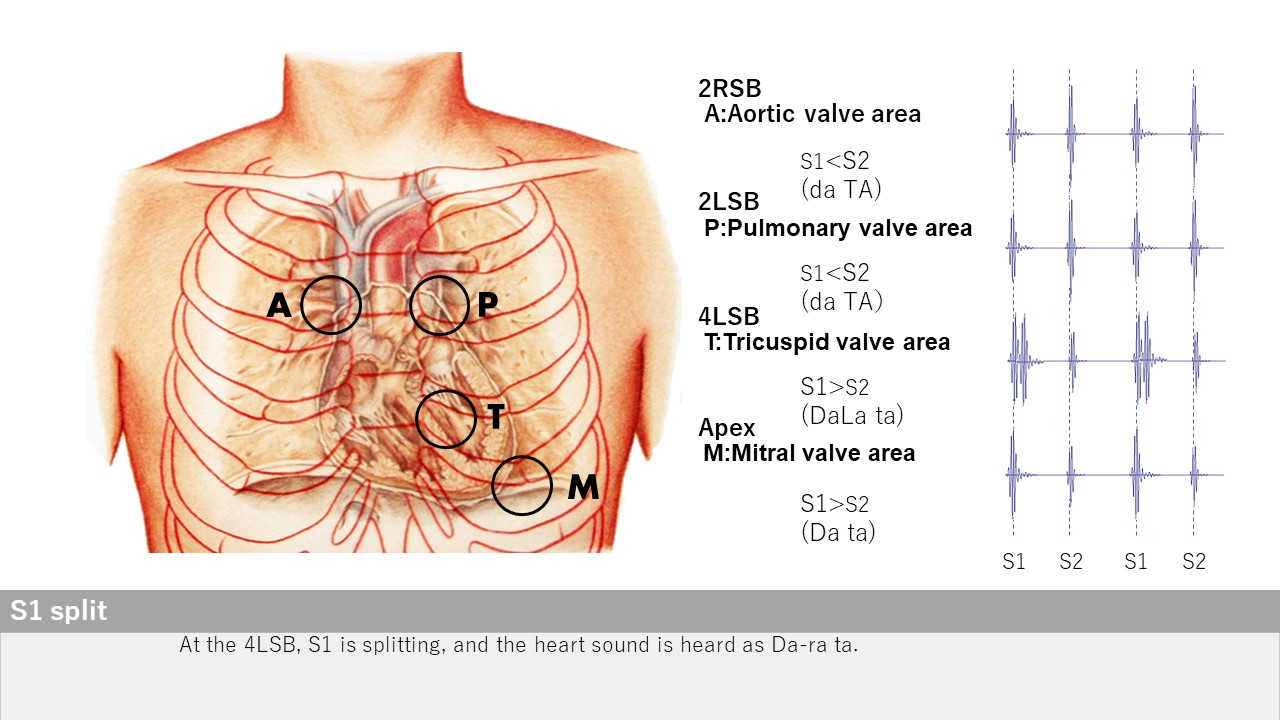 A
P
T
M
2RSB
A:Aortic valve area
S1<S2
(da TA)
2LSB
P:Pulmonary valve area
S1<S2
(da TA)
4LSB
T:Tricuspid valve area
S1>S2
(DaLa ta)
Apex
M:Mitral valve area
S1>S2
(Da ta)
S1 S2 S1 S2
S1 split
At the 4LSB, S1 is splitting, and the heart sound is heard as Da-ra ta.